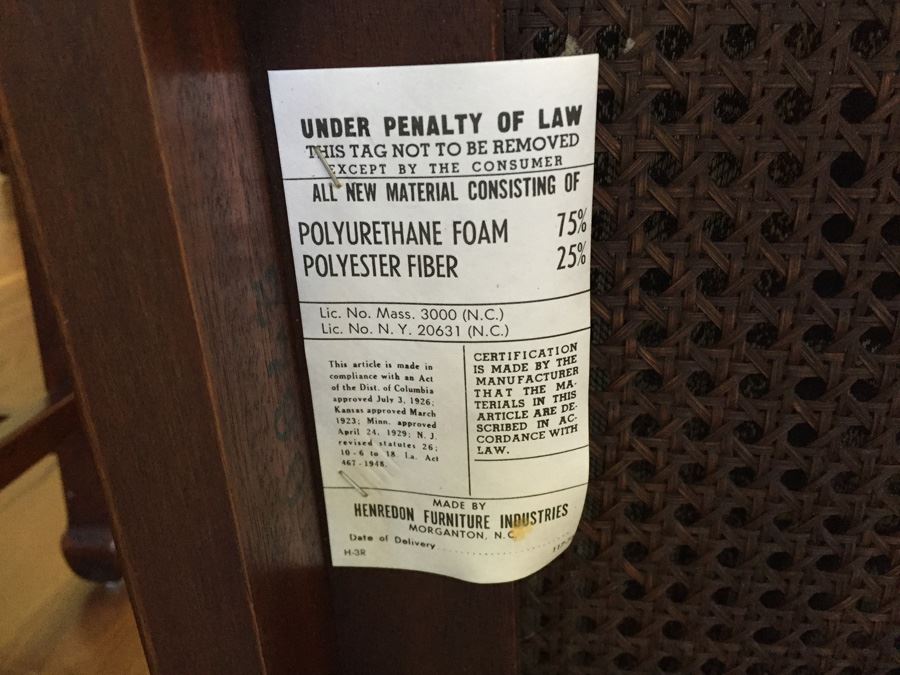 UNDER PENALTY OF LAW
THIS TAG NOT TO BE REMOVED
EXCEPT BY THE CONSUMER
ALL NEW MATERIAL CONSISTING OF
POLYURETHANE FOAM 75%
POLYESTER FIBER 25%
Lic. No. Mass. 3000 (N.C.)
Lic. No. N. Y. 20631 (N.C.)
This article is made in
compliance with an Act
of the Dist. of Columbia
approved July 3, 1926;
Kansas approved March
1923; Minn. approved
April 24, 1929; N. J.
revised statutes 26;
10-6 to 18 La. Act
467-1948.
CERTIFICATION
IS MADE BY THE
MANUFACTURER
THAT THE MA-
TERIALS IN THIS
ARTICLE ARE DE-
SCRIBED IN AC-
CORDANCE WITH
LAW.
MADE BY
HENREDON FURNITURE INDUSTRIES
MORGANTON, N.C.
Date of Delivery
H-3R